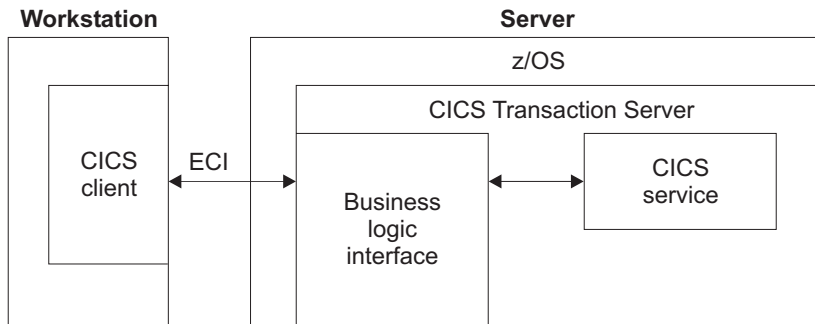 Workstation
Server
z/OS
CICS Transaction Server
CICS
client
ECI
Business
logic
interface
CICS
service